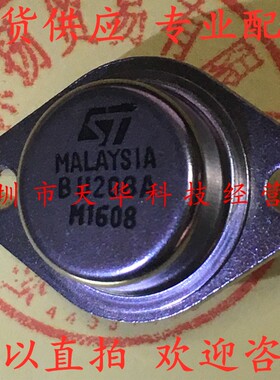 货供应 专业配
ST
MALAYSIA
BU208A
M1608
圳市天华科技经营
以直拍 欢迎咨